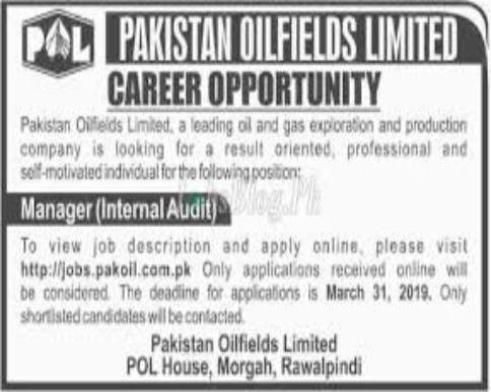 POL PAKISTAN OILFIELDS LIMITED
CAREER OPPORTUNITY
Pakistan Oilfields Limited, a leading oil and gas exploration and production
company is looking for a result oriented, professional and
self-motivated individual for the following position:
Manager (Internal Audit)
To view job description and apply online, please visit
http://jobs.pakoil.com.pk Only applications received online will
be considered. The deadline for applications is March 31, 2019. Only
shortlisted candidates will be contacted.
Pakistan Oilfields Limited
POL House, Morgah, Rawalpindi